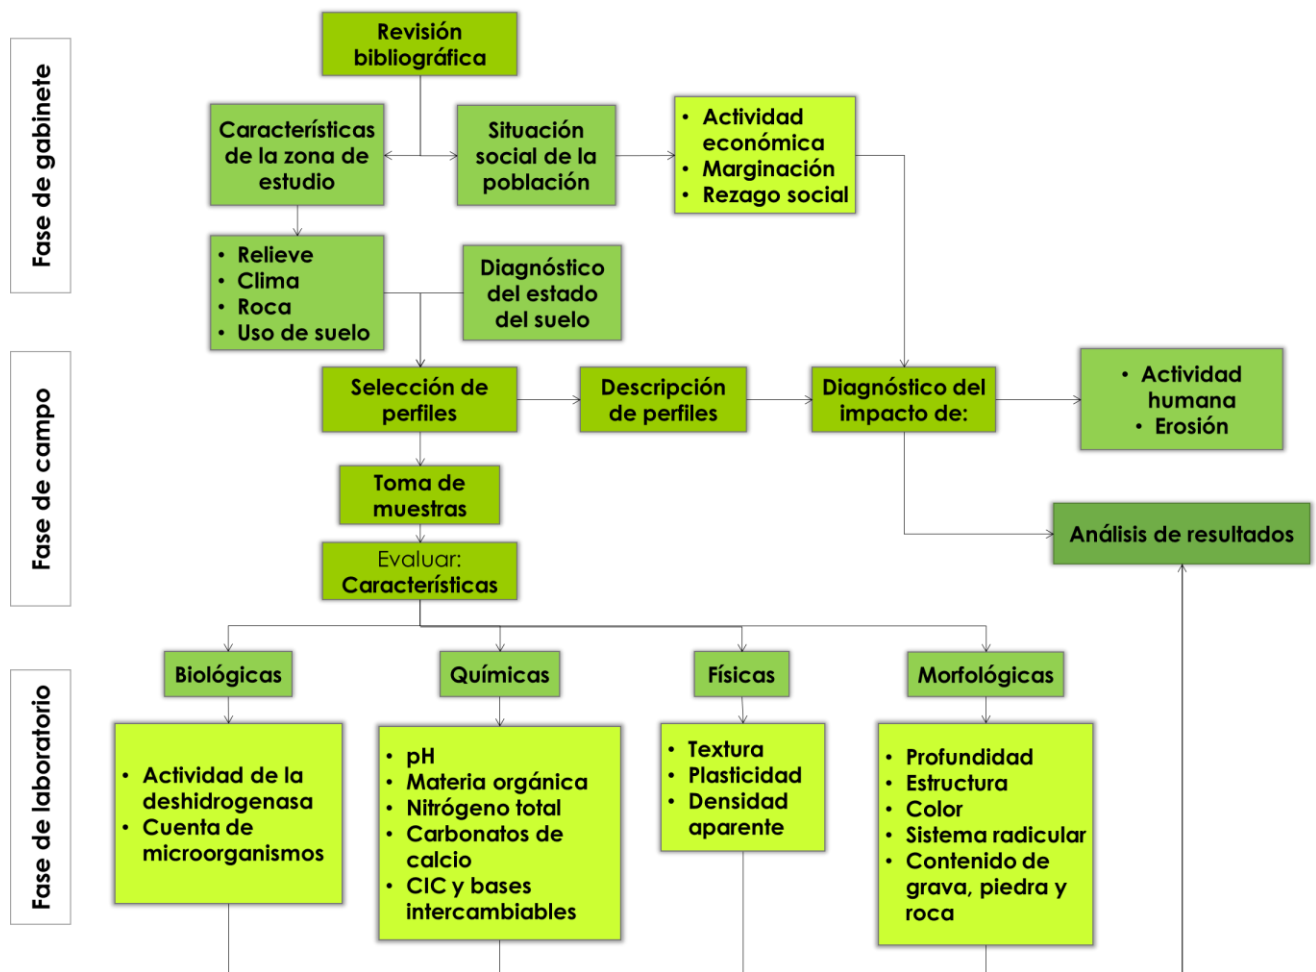 Fase de gabinete
Revisión
bibliográfica
Características
de la zona de
estudio
Situación
social de la
población
• Actividad
económica
• Marginación
• Rezago social
• Relieve
• Clima
• Roca
• Uso de suelo
Diagnóstico
del estado
del suelo
Fase de campo
Selección de
perfiles
Descripción
de perfiles
Diagnóstico del
impacto de:
• Actividad
humana
• Erosión
Toma de
muestras
Análisis de resultados
Evaluar:
Características
Fase de laboratorio
Biológicas
Químicas
Físicas
Morfológicas
• Actividad de la
deshidrogenasa
• Cuenta de
microorganismos
• pH
• Materia orgánica
• Nitrógeno total
• Carbonatos de
calcio
• CIC y bases
intercambiables
• Textura
• Plasticidad
• Densidad
aparente
• Profundidad
• Estructura
• Color
• Sistema radicular
• Contenido de
grava, piedra y
roca